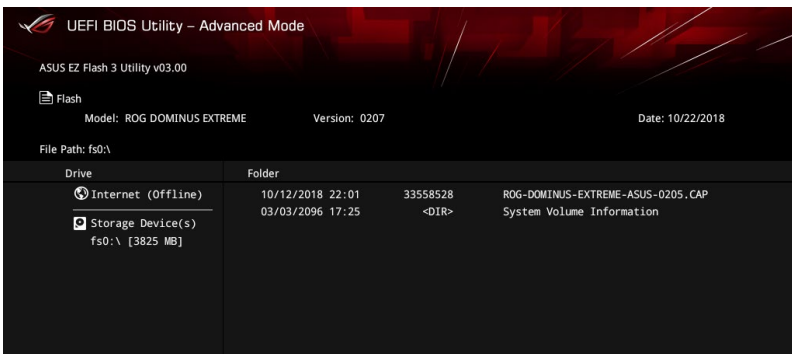 UEFI BIOS Utility – Advanced Mode
ASUS EZ Flash 3 Utility v03.00
Flash
Model: ROG DOMINUS EXTREME Version: 0207 Date: 10/22/2018
File Path: fs0:\
Drive Folder
Internet (Offline) 10/12/2018 22:01 33558528 ROG-DOMINUS-EXTREME-ASUS-0205.CAP
03/03/2096 17:25 <DIR> System Volume Information
Storage Device(s)
fs0:\ [3825 MB]